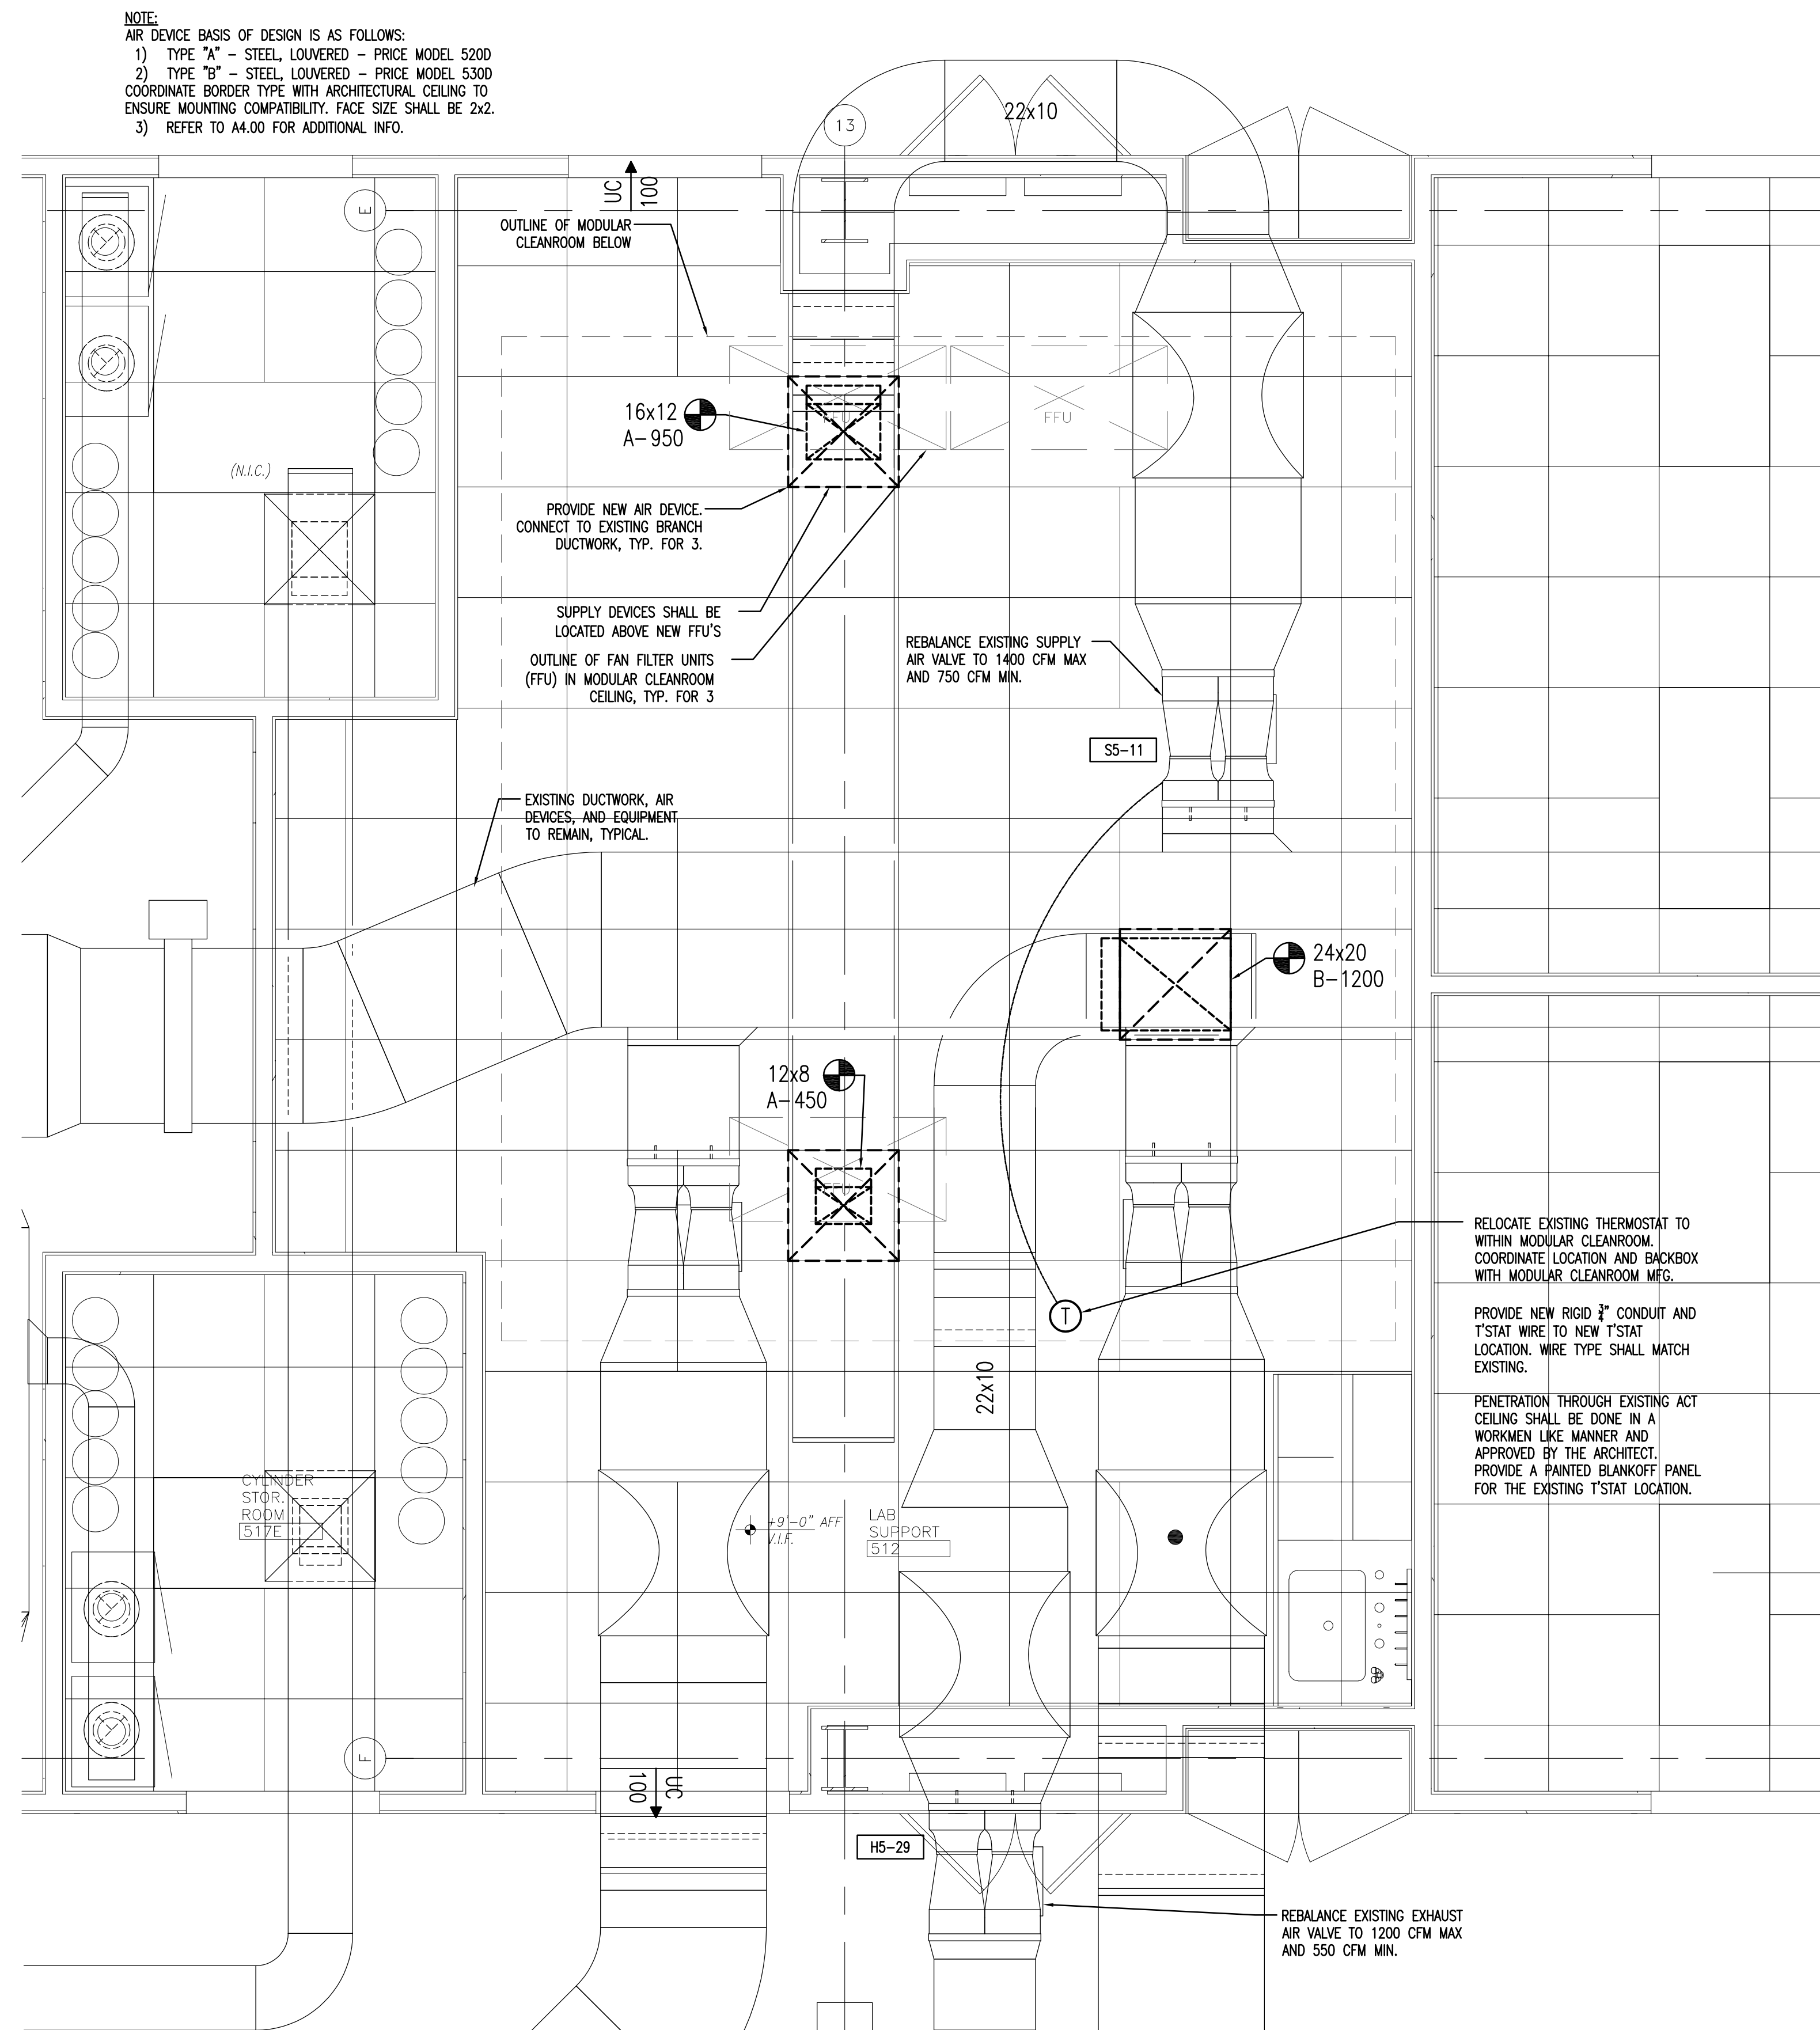 NOTE:
AIR DEVICE BASIS OF DESIGN IS AS FOLLOWS:
1) TYPE "A" – STEEL, LOUVERED – PRICE MODEL 520D
2) TYPE "B" – STEEL, LOUVERED – PRICE MODEL 530D
COORDINATE BORDER TYPE WITH ARCHITECTURAL CEILING TO
ENSURE MOUNTING COMPATIBILITY. FACE SIZE SHALL BE 2x2.
3) REFER TO A4.00 FOR ADDITIONAL INFO.
22x10
13
UC
100
E
OUTLINE OF MODULAR
CLEANROOM BELOW
16x12
A-950
FFU
FFU
(N.I.C.)
PROVIDE NEW AIR DEVICE.
CONNECT TO EXISTING BRANCH
DUCTWORK, TYP. FOR 3.
SUPPLY DEVICES SHALL BE
LOCATED ABOVE NEW FFU'S
OUTLINE OF FAN FILTER UNITS
(FFU) IN MODULAR CLEANROOM
CEILING, TYP. FOR 3
REBALANCE EXISTING SUPPLY
AIR VALVE TO 1400 CFM MAX
AND 750 CFM MIN.
S5-11
EXISTING DUCTWORK, AIR
DEVICES, AND EQUIPMENT
TO REMAIN, TYPICAL.
24x20
B-1200
12x8
A-450
FFU
RELOCATE EXISTING THERMOSTAT TO
WITHIN MODULAR CLEANROOM.
COORDINATE LOCATION AND BACKBOX
WITH MODULAR CLEANROOM MFG.
T
PROVIDE NEW RIGID ¾" CONDUIT AND
T'STAT WIRE TO NEW T'STAT
LOCATION. WIRE TYPE SHALL MATCH
EXISTING.
PENETRATION THROUGH EXISTING ACT
CEILING SHALL BE DONE IN A
WORKMEN LIKE MANNER AND
APPROVED BY THE ARCHITECT.
PROVIDE A PAINTED BLANKOFF PANEL
FOR THE EXISTING T'STAT LOCATION.
22x10
CYLINDER
STOR.
ROOM
517E
+9'-0" AFF
V.I.F.
LAB
SUPPORT
512
F
UC
100
H5-29
REBALANCE EXISTING EXHAUST
AIR VALVE TO 1200 CFM MAX
AND 550 CFM MIN.